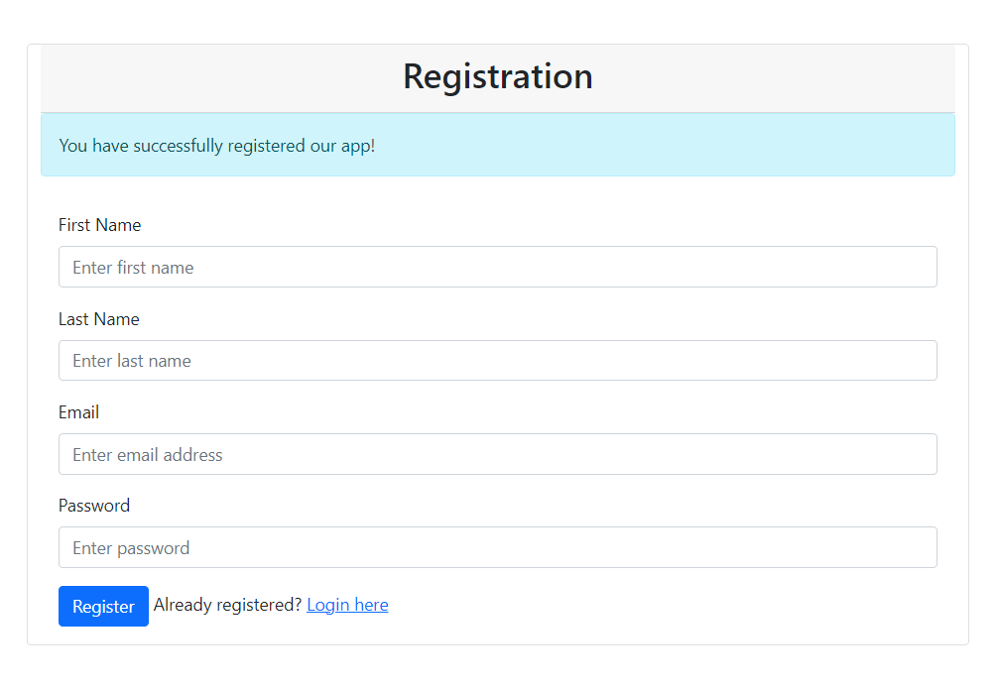 Registration
You have successfully registered our app!
First Name
Enter first name
Last Name
Enter last name
Email
Enter email address
Password
Enter password
Register Already registered? Login here